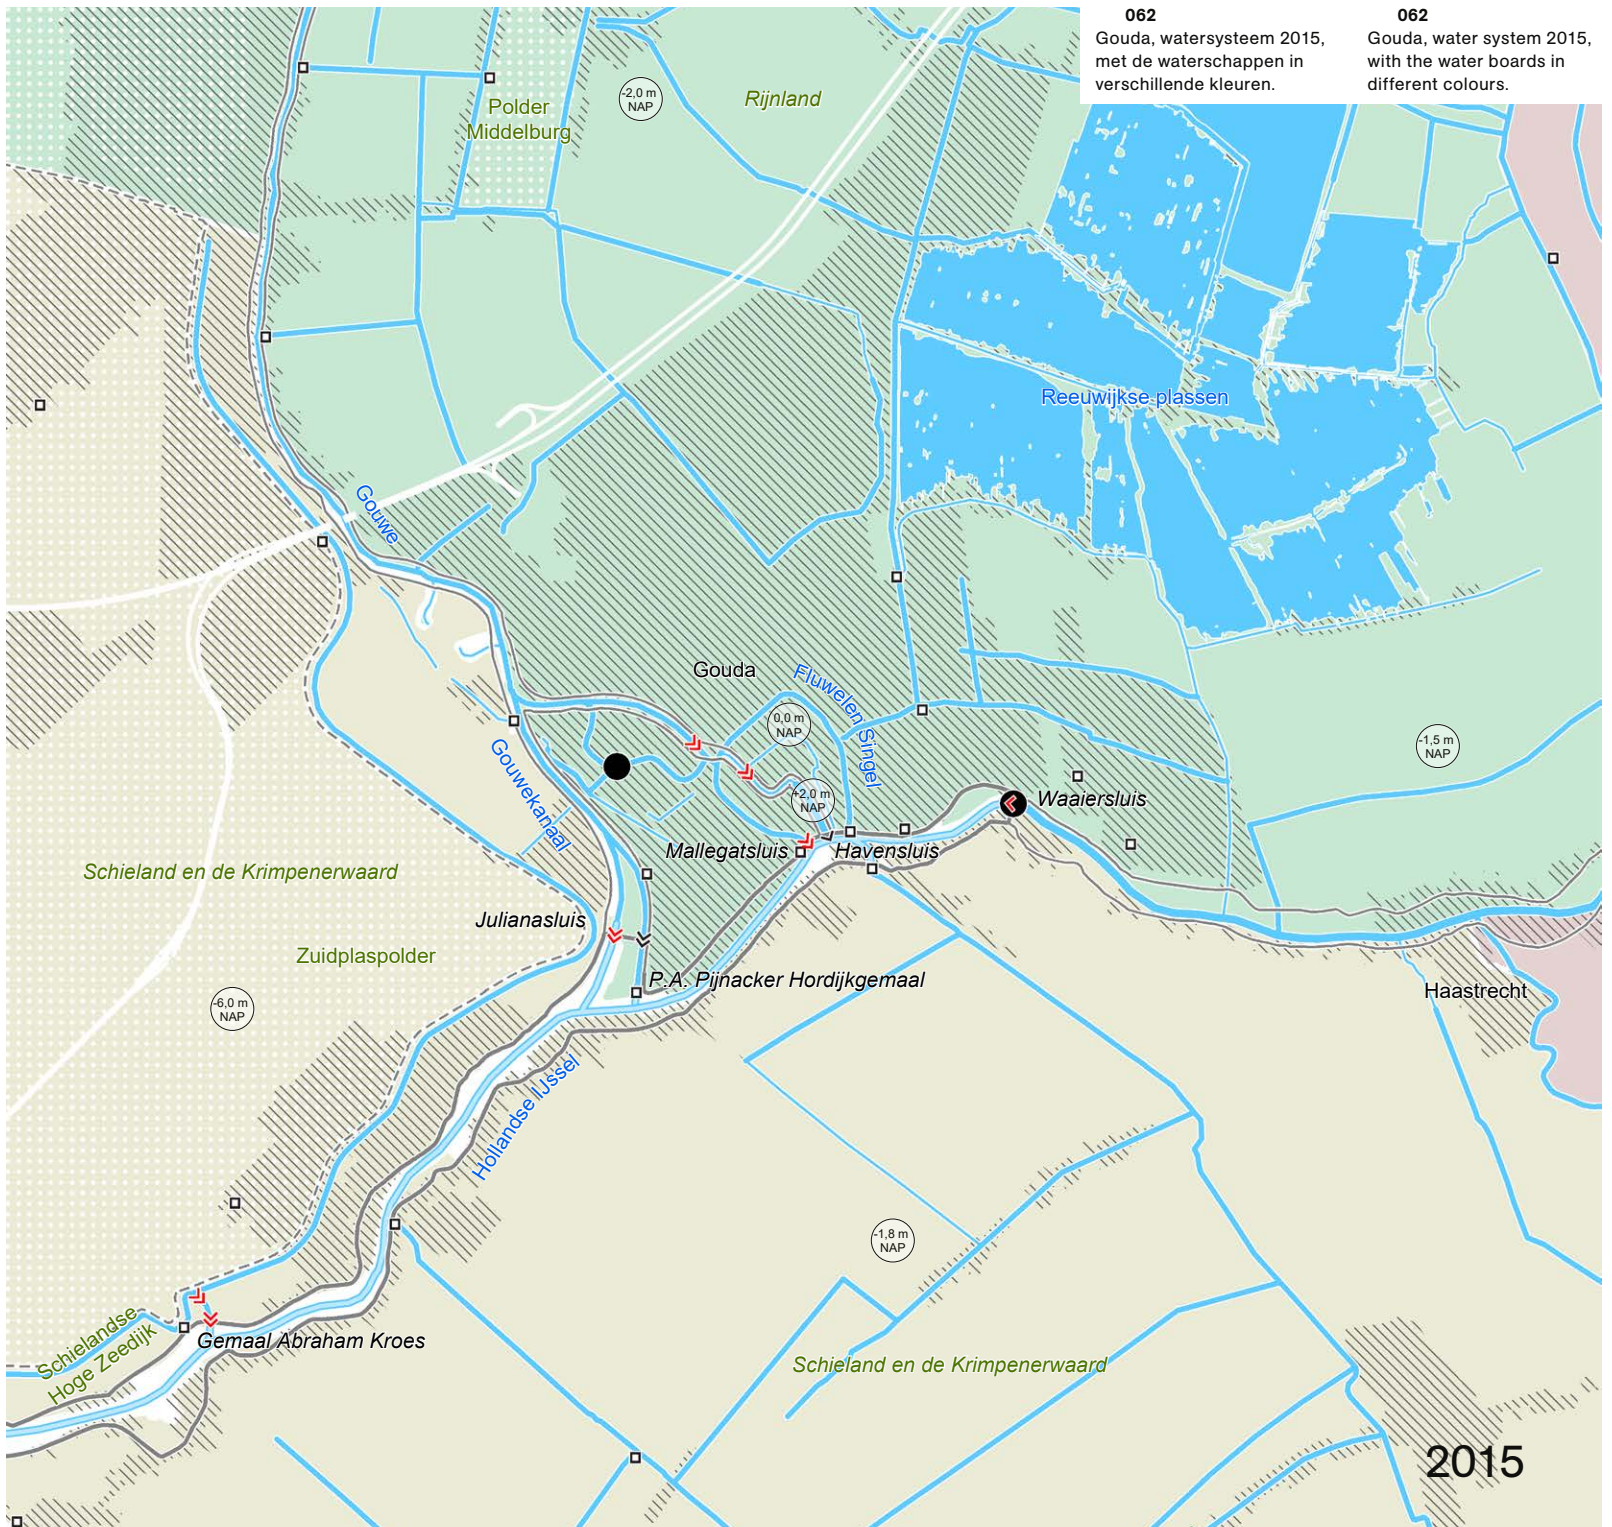 062
Gouda, watersysteem 2015,
met de waterschappen in
verschillende kleuren.
062
Gouda, water system 2015,
with the water boards in
different colours.
-2,0 m
NAP
Rijnland
Polder
Middelburg
Reeuwijkse plassen
Gouwe
Gouda
Fluwelen Singel
0,0 m
NAP
-1,5 m
NAP
Gouwekanaal
+2,0 m
NAP
Waaiersluis
Mallegatsluis
Havensluis
Schieland en de Krimpenerwaard
Julianasluis
Zuidplaspolder
P.A. Pijnacker Hordijkgemaal
-6,0 m
NAP
Haastrecht
Hollandse IJssel
-1,8 m
NAP
Schielandse
Hoge Zeedijk
Gemaal Abraham Kroes
Schieland en de Krimpenerwaard
2015